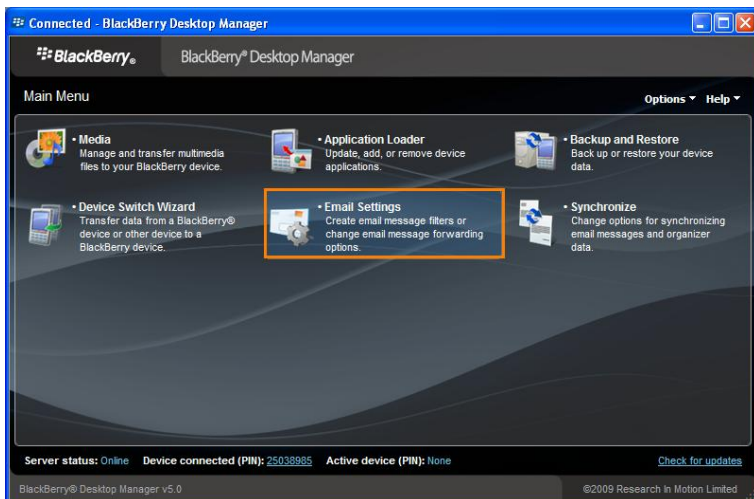 Connected - BlackBerry Desktop Manager
BlackBerry®
BlackBerry® Desktop Manager
Main Menu
Options
Help
• Media
Manage and transfer multimedia
files to your BlackBerry device.
• Application Loader
Update, add, or remove device
applications.
• Backup and Restore
Back up or restore your device
data.
• Device Switch
Wizard
Transfer data from a BlackBerry®
device or other device to a
BlackBerry device.
• Email Settings
Create email message filters or
change email message forwarding
options.
• Synchronize
Change options for synchronizing
email messages and organizer
data.
Server status: Online Device connected (PIN): 25038985 Active device (PIN): None
Check for updates
BlackBerry® Desktop Manager v5.0
©2009 Research In Motion Limited